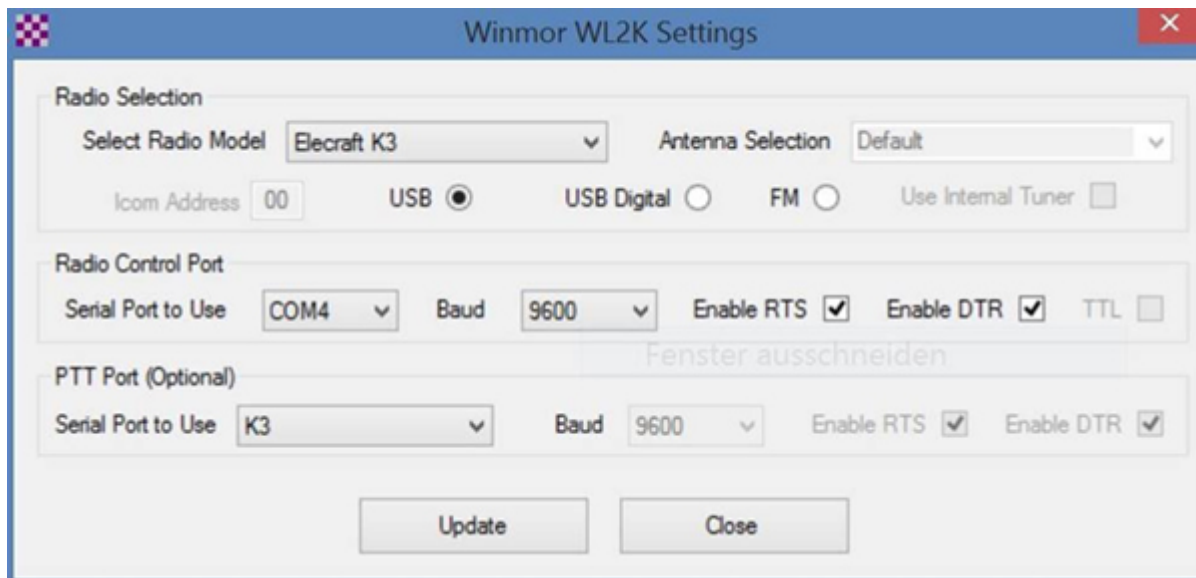 Winmor WL2K Settings
Radio Selection
Select Radio Model Elecraft K3 Antenna Selection Default
Icom Address 00 USB USB Digital FM Use Internal Tuner
Radio Control Port
Serial Port to Use COM4 Baud 9600 Enable RTS Enable DTR TTL
Fenster ausschneiden
PTT Port (Optional)
Serial Port to Use K3 Baud 9600 Enable RTS Enable DTR
Update Close